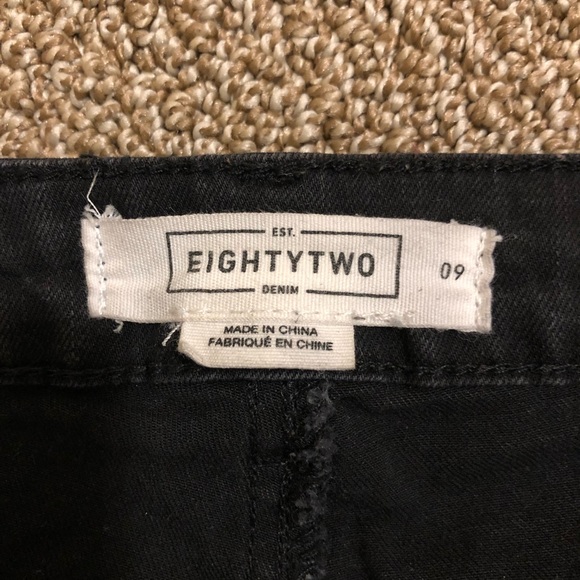 EST.
EIGHTYTWO
DENIM
09
MADE IN CHINA
FABRIQUÉ EN CHINE